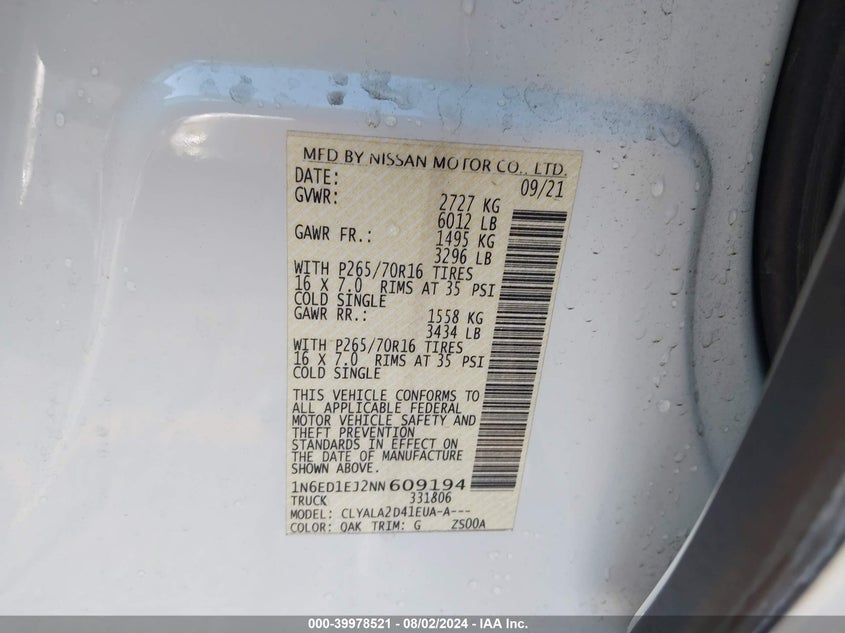 MFD BY NISSAN MOTOR CO., LTD.
DATE: 09/21
GVWR: 2727 KG
6012 LB
GAWR FR.: 1495 KG
3296 LB
WITH P265/70R16 TIRES
16 X 7.0 RIMS AT 35 PSI
COLD SINGLE
GAWR RR.: 1558 KG
3434 LB
WITH P265/70R16 TIRES
16 X 7.0 RIMS AT 35 PSI
COLD SINGLE
THIS VEHICLE CONFORMS TO
ALL APPLICABLE FEDERAL
MOTOR VEHICLE SAFETY AND
THEFT PREVENTION
STANDARDS IN EFFECT ON
THE DATE OF MANUFACTURE
SHOWN ABOVE.
1N6ED1EJ2NN609194
TRUCK 331806
MODEL: CLYALA2D41EUA-A---
COLOR: QAK TRIM: G ZS00A
000-39978521 - 08/02/2024 - IAA Inc.